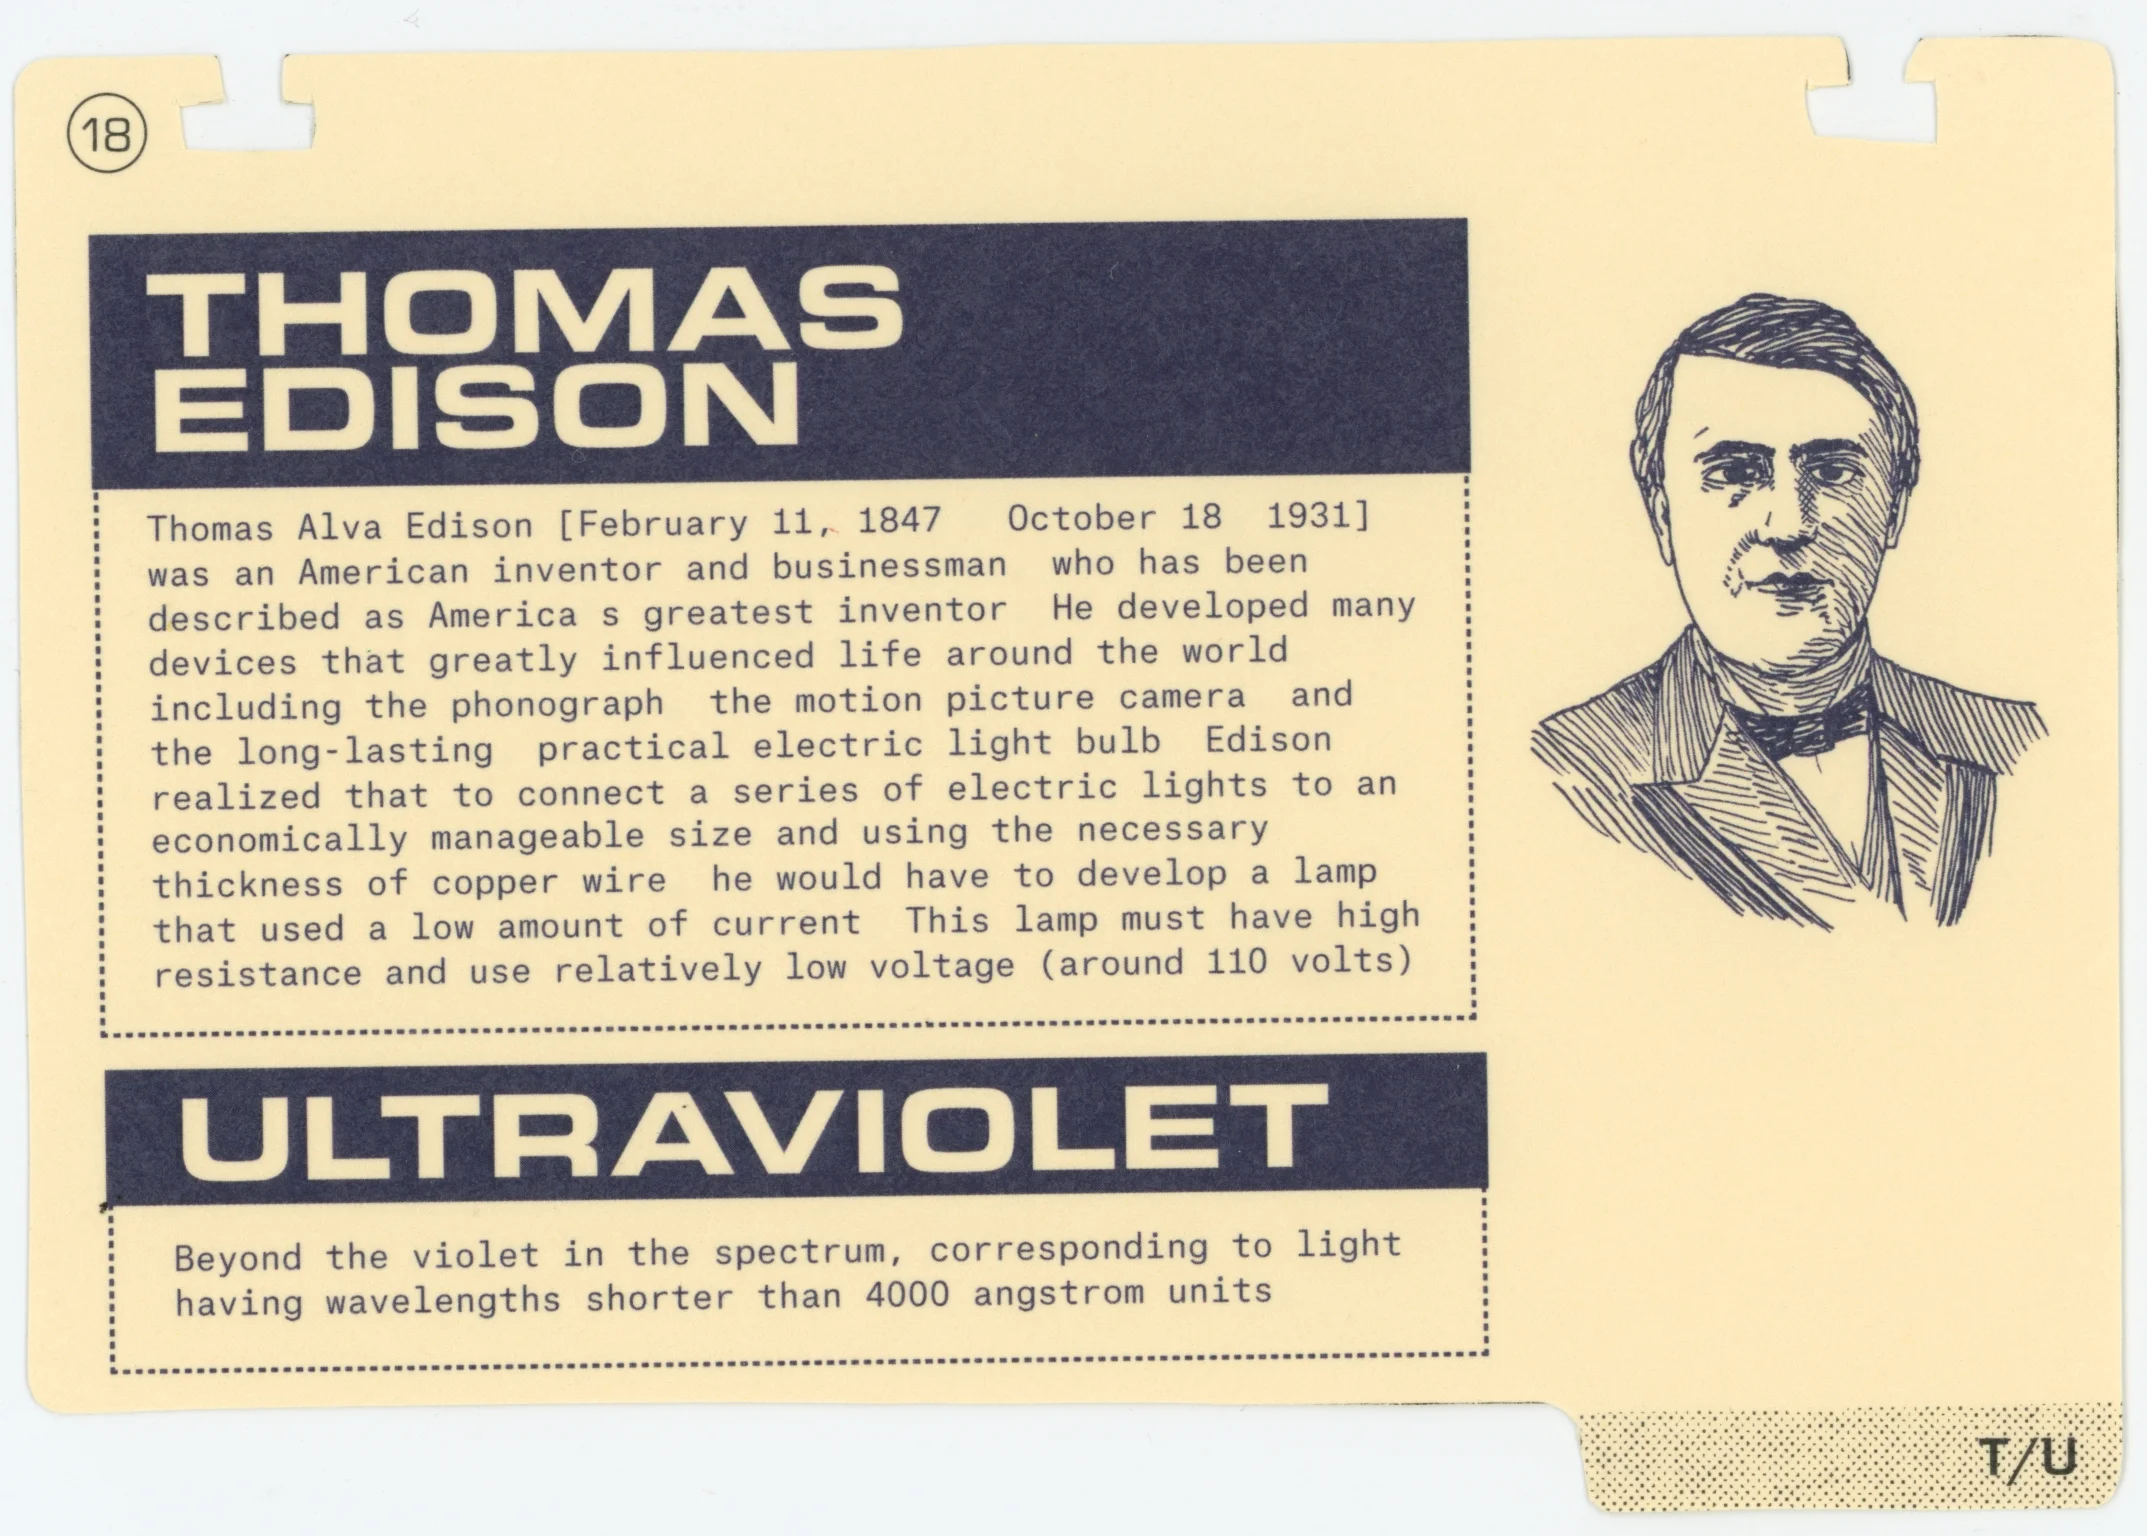 18
THOMAS
EDISON
Thomas Alva Edison [February 11, 1847 October 18 1931]
was an American inventor and businessman who has been
described as America s greatest inventor He developed many
devices that greatly influenced life around the world
including the phonograph the motion picture camera and
the long-lasting practical electric light bulb Edison
realized that to connect a series of electric lights to an
economically manageable size and using the necessary
thickness of copper wire he would have to develop a lamp
that used a low amount of current This lamp must have high
resistance and use relatively low voltage (around 110 volts)
ULTRAVIOLET
Beyond the violet in the spectrum, corresponding to light
having wavelengths shorter than 4000 angstrom units
T/U